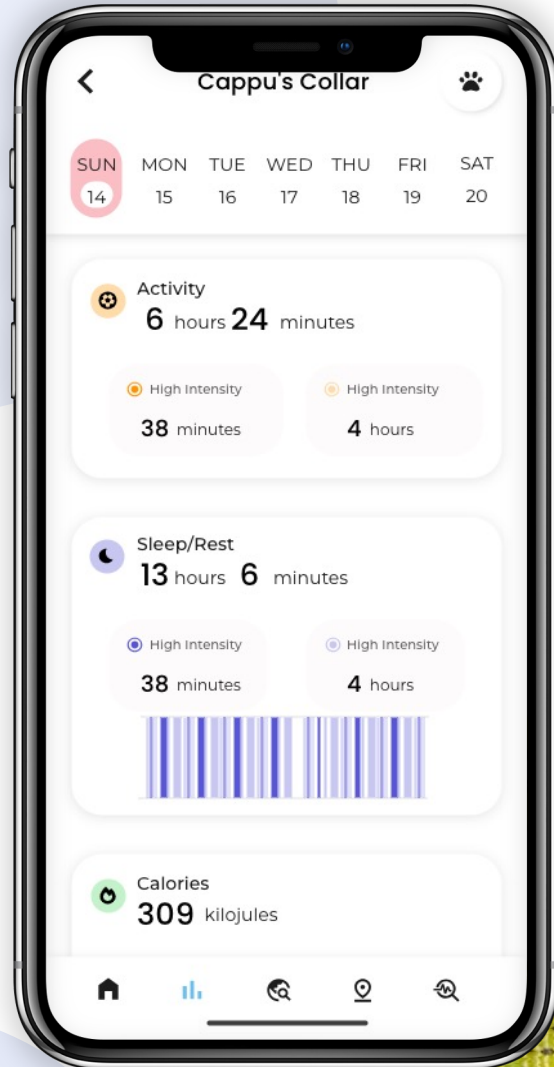 Cappu's Collar
SUN MON TUE WED THU FRI SAT
14 15 16 17 18 19 20
Activity
6 hours 24 minutes
High Intensity High Intensity
38 minutes 4 hours
Sleep/Rest
13 hours 6 minutes
High Intensity High Intensity
38 minutes 4 hours
Calories
309 kilojules